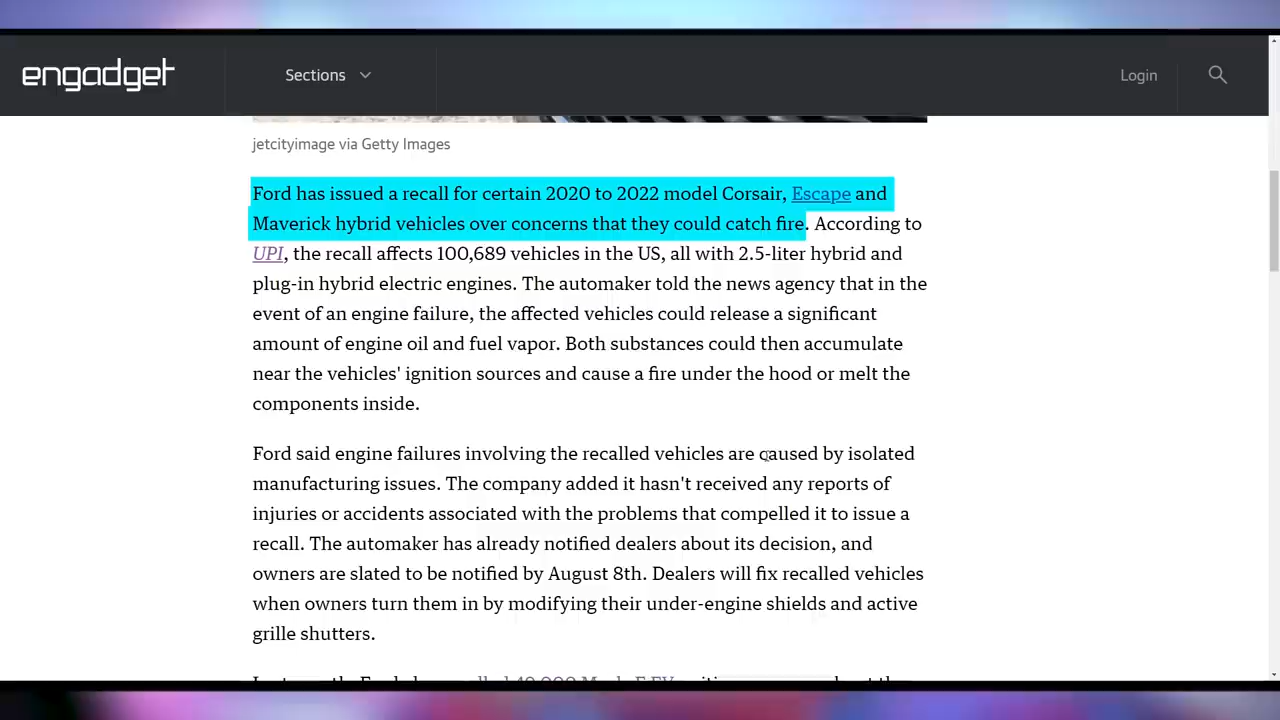 engadget
Sections
Login
jetcityimage via Getty Images
Ford has issued a recall for certain 2020 to 2022 model Corsair, Escape and
Maverick hybrid vehicles over concerns that they could catch fire. According to
UPI, the recall affects 100,689 vehicles in the US, all with 2.5-liter hybrid and
plug-in hybrid electric engines. The automaker told the news agency that in the
event of an engine failure, the affected vehicles could release a significant
amount of engine oil and fuel vapor. Both substances could then accumulate
near the vehicles' ignition sources and cause a fire under the hood or melt the
components inside.
Ford said engine failures involving the recalled vehicles are caused by isolated
manufacturing issues. The company added it hasn't received any reports of
injuries or accidents associated with the problems that compelled it to issue a
recall. The automaker has already notified dealers about its decision, and
owners are slated to be notified by August 8th. Dealers will fix recalled vehicles
when owners turn them in by modifying their under-engine shields and active
grille shutters.